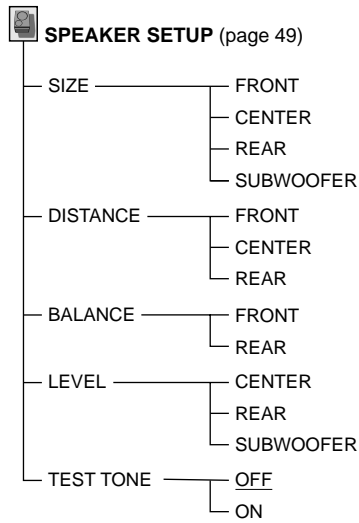 SPEAKER SETUP (page 49)
SIZE FRONT
CENTER
REAR
SUBWOOFER
DISTANCE FRONT
CENTER
REAR
BALANCE FRONT
REAR
LEVEL CENTER
REAR
SUBWOOFER
TEST TONE OFF
ON